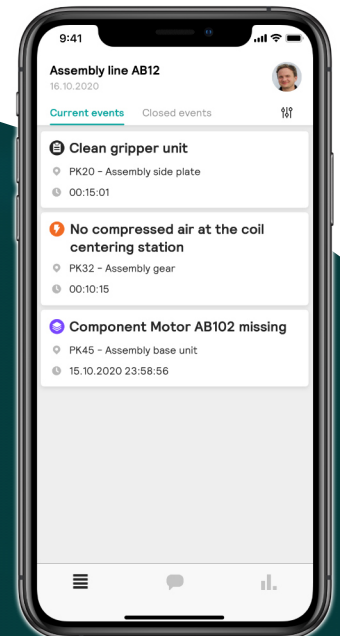 9:41
Assembly line AB12
16.10.2020
Current events Closed events
Clean gripper unit
PK20 - Assembly side plate
00:15:01
No compressed air at the coil
centering station
PK32 - Assembly gear
00:10:15
Component Motor AB102 missing
PK45 - Assembly base unit
15.10.2020 23:58:56